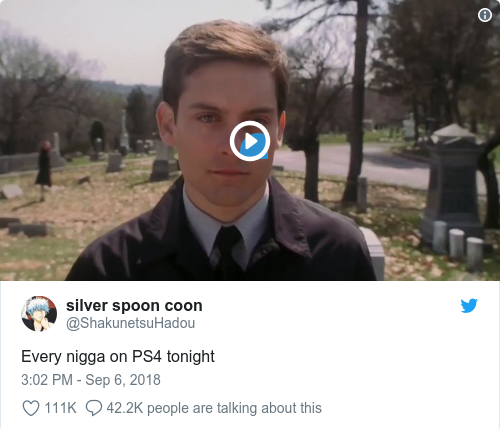 silver spoon coon
@ShakunetsuHadou
Every nigga on PS4 tonight
3:02 PM - Sep 6, 2018
111K 42.2K people are talking about this